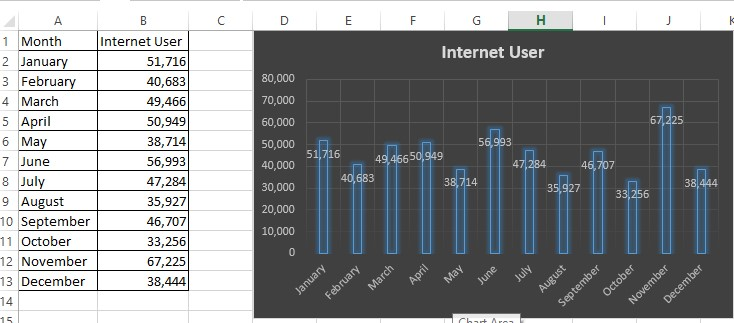 A B C D E F G H I J K
1 Month Internet User
2 January 51,716
3 February 40,683
4 March 49,466
5 April 50,949
6 May 38,714
7 June 56,993
8 July 47,284
9 August 35,927
10 September 46,707
11 October 33,256
12 November 67,225
13 December 38,444
14
15
Internet User
80,000
70,000
60,000
50,000
40,000
30,000
20,000
10,000
0
51,716
40,683
49,466
50,949
38,714
56,993
47,284
35,927
46,707
33,256
67,225
38,444
January
February
March
April
May
June
July
August
September
October
November
December
Chart Area